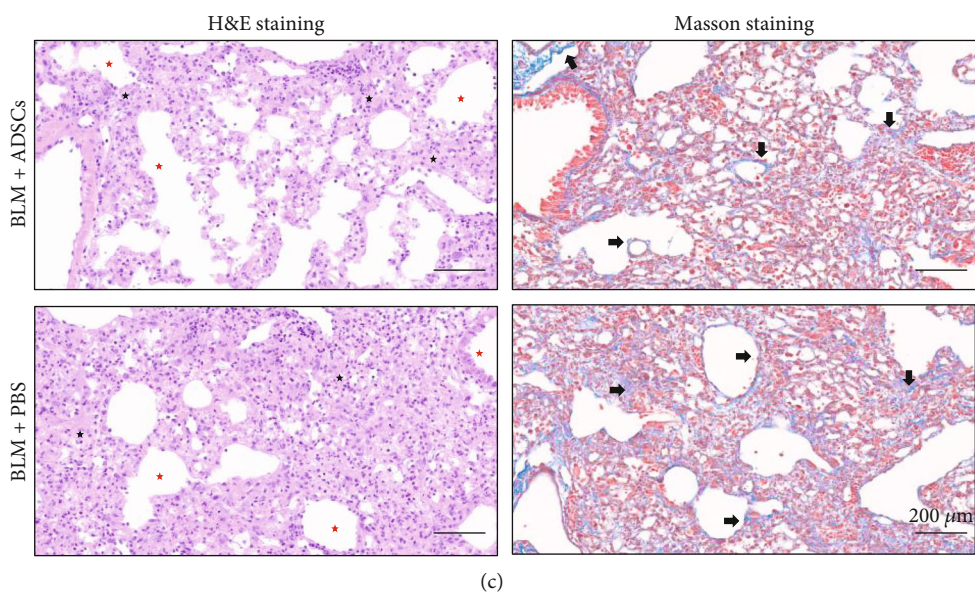 H&E staining
Masson staining
BLM + ADSCs
BLM + PBS
200 μm
(c)